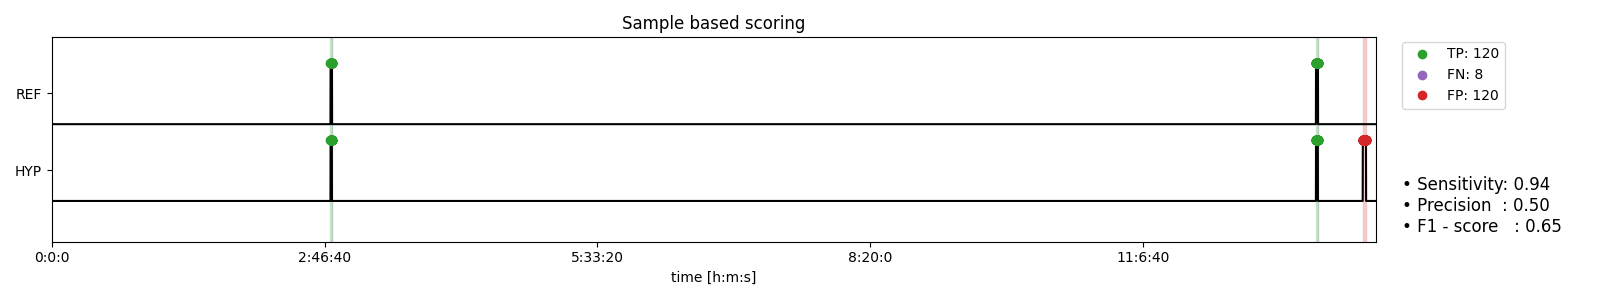 Sample based scoring
TP: 120
FN: 8
FP: 120
REF
HYP
• Sensitivity: 0.94
• Precision  : 0.50
• F1 - score   : 0.65
0:0:0
2:46:40
5:33:20
8:20:0
11:6:40
time [h:m:s]